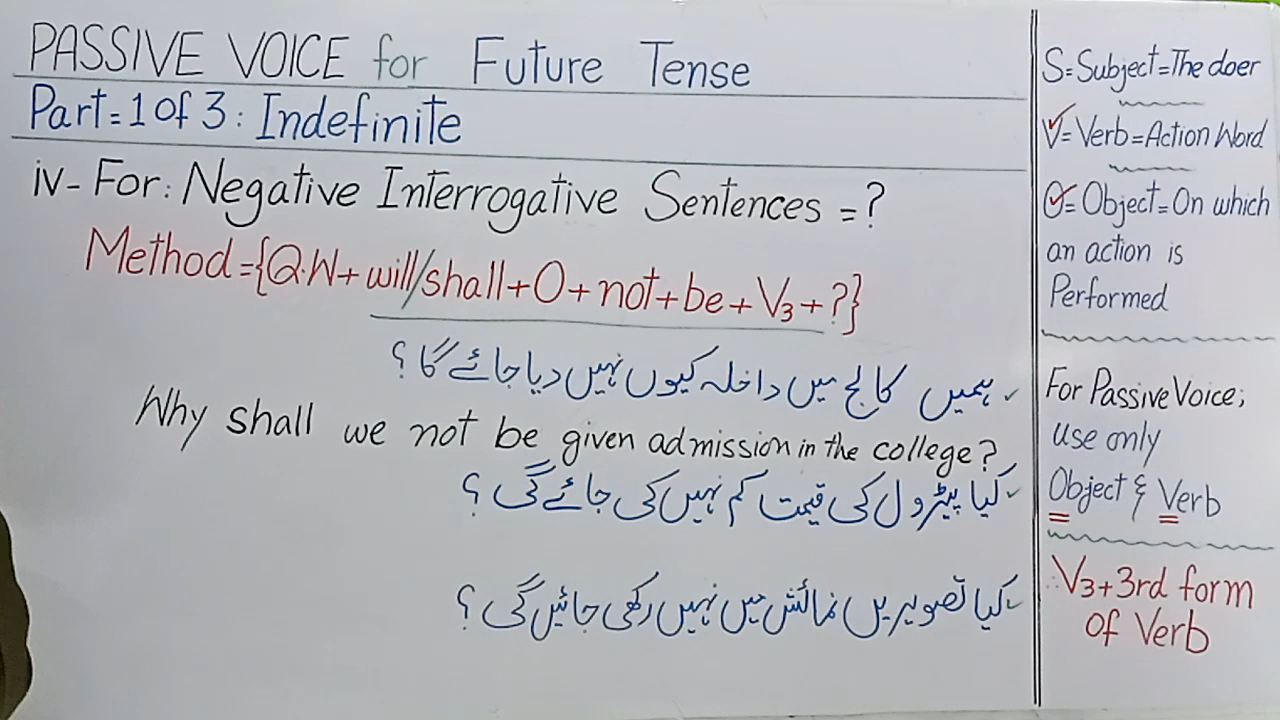 PASSIVE VOICE for Future Tense
Part=1 of 3: Indefinite
iv- For: Negative Interrogative Sentences =?
Method={Q.W+will/shall+O+not+be+V₃+?}
ہمیں کالج میں داخلہ کیوں نہیں دیا جائے گا؟
Why shall we not be given admission in the college?
کیا پیٹرول کی قیمت کم نہیں کی جائے گی؟
کیا تصویریں نمائش میں نہیں رکھی جائیں گی؟
S=Subject=The doer
V=Verb=Action Word
O=Object=On which
an action is
Performed
For Passive Voice;
use only
Object & Verb
V₃+3rd form
of Verb